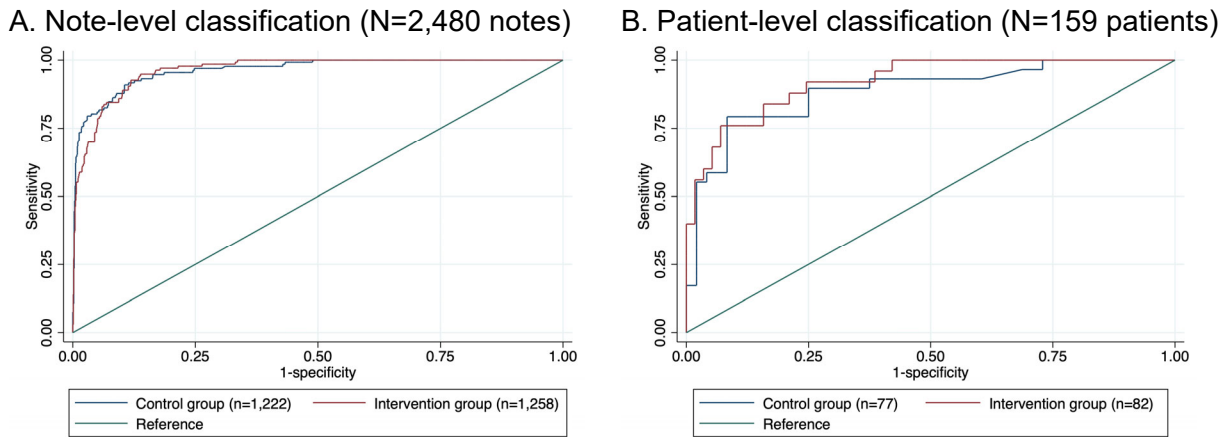 A. Note-level classification (N=2,480 notes)
1.00
0.75
0.50
0.25
0.00
Sensitivity
0.00 0.25 0.50 0.75 1.00
1-specificity
Control group (n=1,222) Intervention group (n=1,258)
Reference
B. Patient-level classification (N=159 patients)
1.00
0.75
0.50
0.25
0.00
Sensitivity
0.00 0.25 0.50 0.75 1.00
1-specificity
Control group (n=77) Intervention group (n=82)
Reference